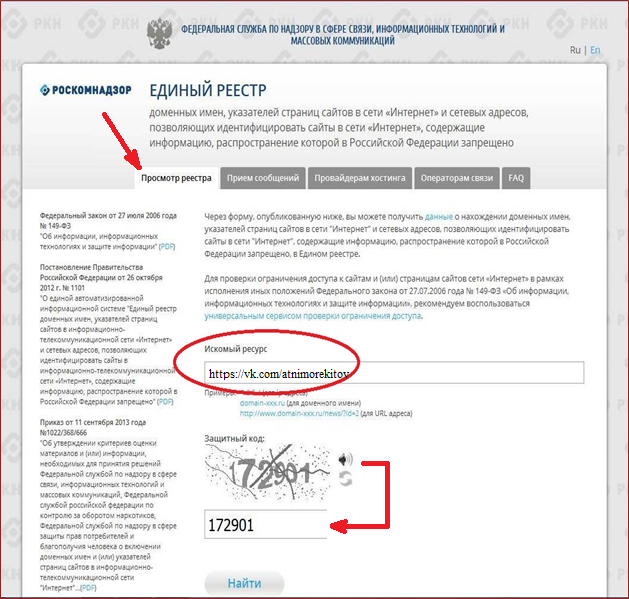 РКН РКН РКН РКН РКН
ФЕДЕРАЛЬНАЯ СЛУЖБА ПО НАДЗОРУ В СФЕРЕ СВЯЗИ, ИНФОРМАЦИОННЫХ ТЕХНОЛОГИЙ И
МАССОВЫХ КОММУНИКАЦИЙ
Ru | En
РОСКОМНАДЗОР
ЕДИНЫЙ РЕЕСТР
доменных имен, указателей страниц сайтов в сети «Интернет» и сетевых адресов,
позволяющих идентифицировать сайты в сети «Интернет», содержащие
информацию, распространение которой в Российской Федерации запрещено
Просмотр реестра
Прием сообщений
Провайдерам хостинга
Операторам связи
FAQ
Федеральный закон от 27 июля 2006 года
№ 149-ФЗ
"Об информации, информационных
технологиях и защите информации" (PDF)
Постановление Правительства
Российской Федерации от 26 октября
2012 г. № 1101
"О единой автоматизированной
информационной системе "Единый реестр
доменных имен, указателей страниц
сайтов в информационно-
телекоммуникационной сети «Интернет»
и сетевых адресов, позволяющих
идентифицировать сайты в
информационно-телекоммуникационной
сети «Интернет», содержащие
информацию, распространение которой в
Российской Федерации запрещено" (PDF)
Приказ от 11 сентября 2013 года
№1022/368/666
"Об утверждении критериев оценки
материалов и (или) информации,
необходимых для принятия решений
Федеральной службой по надзору в сфере
связи, информационных технологий и
массовых коммуникаций, Федеральной
службой российской федерации по
контролю за оборотом наркотиков,
Федеральной службой по надзору в сфере
защиты прав потребителей и
благополучия человека о включении
доменных имен и (или) указателей
страниц сайтов в информационно-
телекоммуникационной сети
"Интернет"...(PDF)
Через форму, опубликованную ниже, вы можете получить данные о нахождении доменных имен,
указателей страниц сайтов в сети "Интернет" и сетевых адресов, позволяющих идентифицировать
сайты в сети "Интернет", содержащие информацию, распространение которой в Российской
Федерации запрещено, в Едином реестре.
Для проверки ограничения доступа к сайтам и (или) страницам сайтов сети «Интернет» в рамках
исполнения иных положений Федерального закона от 27.07.2006 года № 149-ФЗ «Об информации,
информационных технологиях и защите информации», рекомендуем воспользоваться
универсальным сервисом проверки ограничения доступа.
Искомый ресурс
https://vk.com/atnimorekitov
domain-xxx.ru (для доменного имени)
http://www.domain-xxx.ru/news/?id=2 (для URL адреса)
Защитный код:
172901
172901
Найти